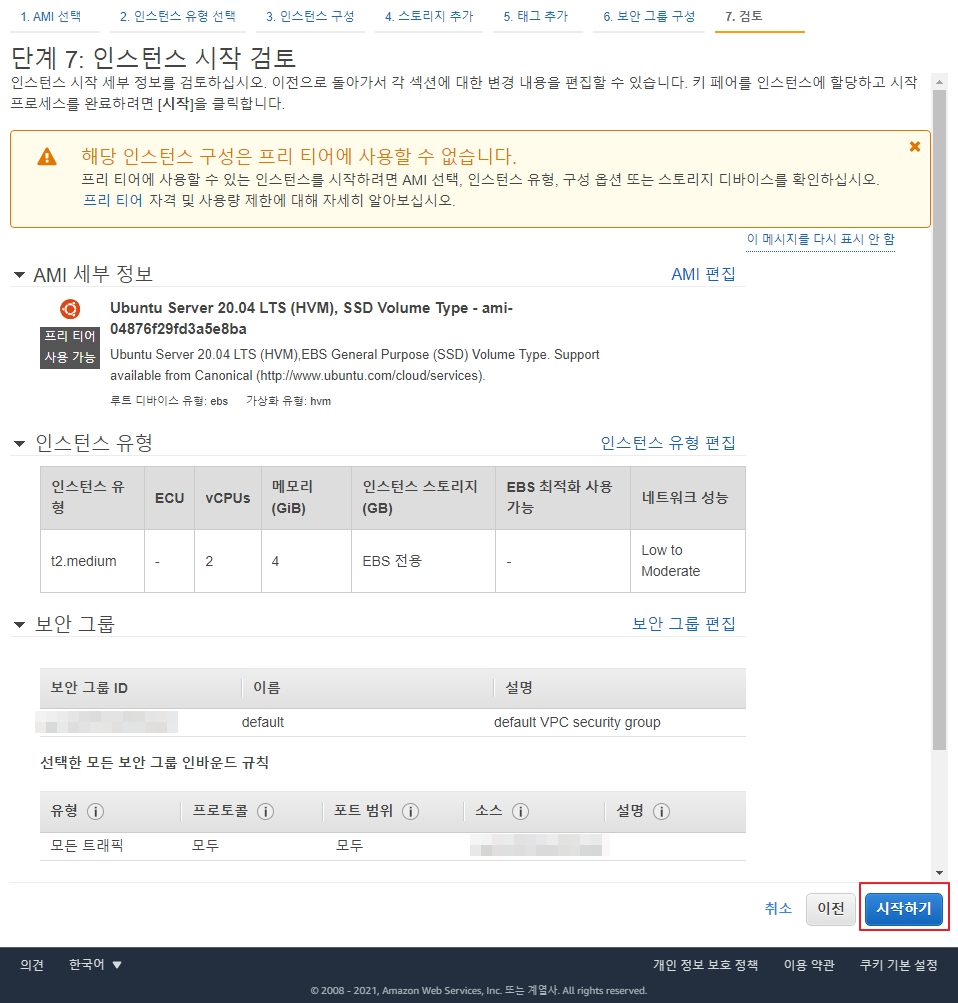 1. AMI 선택 2. 인스턴스 유형 선택 3. 인스턴스 구성 4. 스토리지 추가 5. 태그 추가 6. 보안 그룹 구성 7. 검토
단계 7: 인스턴스 시작 검토
인스턴스 시작 세부 정보를 검토하십시오. 이전으로 돌아가서 각 섹션에 대한 변경 내용을 편집할 수 있습니다. 키 페어를 인스턴스에 할당하고 시작
프로세스를 완료하려면 [시작]을 클릭합니다.
해당 인스턴스 구성은 프리 티어에 사용할 수 없습니다.
프리 티어에 사용할 수 있는 인스턴스를 시작하려면 AMI 선택, 인스턴스 유형, 구성 옵션 또는 스토리지 디바이스를 확인하십시오.
프리 티어 자격 및 사용량 제한에 대해 자세히 알아보십시오.
이 메시지를 다시 표시 안 함
AMI 세부 정보 AMI 편집
Ubuntu Server 20.04 LTS (HVM), SSD Volume Type - ami-
04876f29fd3a5e8ba
프리 티어
사용 가능
Ubuntu Server 20.04 LTS (HVM),EBS General Purpose (SSD) Volume Type. Support
available from Canonical (http://www.ubuntu.com/cloud/services).
루트 디바이스 유형: ebs 가상화 유형: hvm
인스턴스 유형 인스턴스 유형 편집
인스턴스 유
형 ECU vCPUs 메모리
(GiB) 인스턴스 스토리지
(GB) EBS 최적화 사용
가능 네트워크 성능
t2.medium - 2 4 EBS 전용 - Low to
Moderate
보안 그룹 보안 그룹 편집
보안 그룹 ID 이름 설명
default default VPC security group
선택한 모든 보안 그룹 인바운드 규칙
유형 프로토콜 포트 범위 소스 설명
모든 트래픽 모두 모두
취소 이전 시작하기
의견 한국어 개인 정보 보호 정책 이용 약관 쿠키 기본 설정
© 2008 - 2021, Amazon Web Services, Inc. 또는 계열사. All rights reserved.